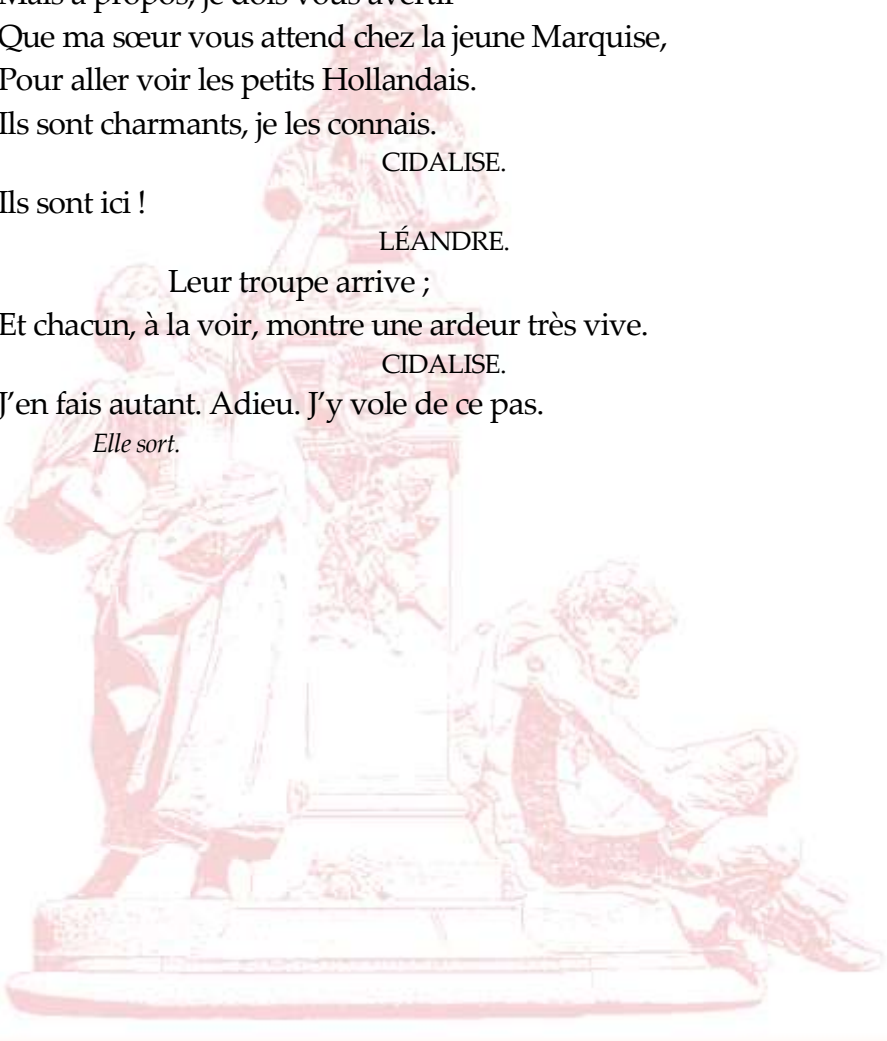 Mais à propos, je dois vous avertir
Que ma sœur vous attend chez la jeune Marquise,
Pour aller voir les petits Hollandais.
Ils sont charmants, je les connais.
CIDALISE.
Ils sont ici !
LÉANDRE.
Leur troupe arrive ;
Et chacun, à la voir, montre une ardeur très vive.
CIDALISE.
J’en fais autant. Adieu. J’y vole de ce pas.
Elle sort.